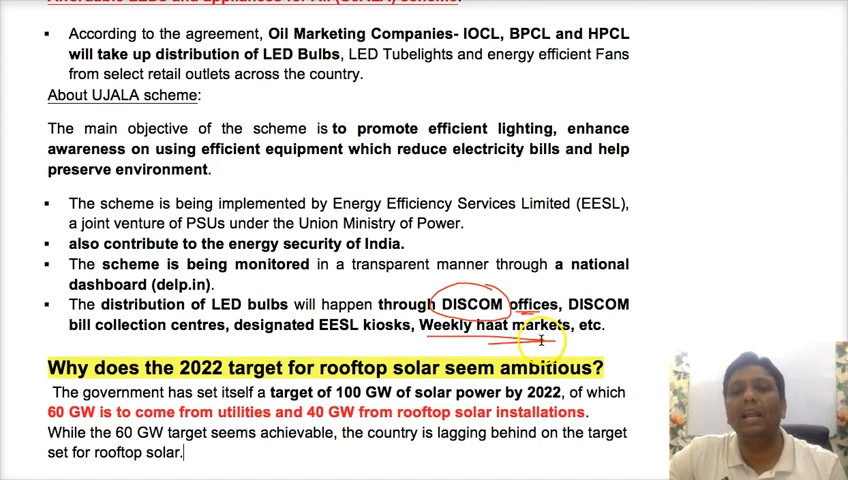 Affordable LEDs and appliances for All (UJALA) scheme.
▪ According to the agreement, Oil Marketing Companies- IOCL, BPCL and HPCL
will take up distribution of LED Bulbs, LED Tubelights and energy efficient Fans
from select retail outlets across the country.
About UJALA scheme:
The main objective of the scheme is to promote efficient lighting, enhance
awareness on using efficient equipment which reduce electricity bills and help
preserve environment.
▪ The scheme is being implemented by Energy Efficiency Services Limited (EESL),
a joint venture of PSUs under the Union Ministry of Power.
▪ also contribute to the energy security of India.
▪ The scheme is being monitored in a transparent manner through a national
dashboard (delp.in).
▪ The distribution of LED bulbs will happen through DISCOM offices, DISCOM
bill collection centres, designated EESL kiosks, Weekly haat markets, etc.
Why does the 2022 target for rooftop solar seem ambitious?
The government has set itself a target of 100 GW of solar power by 2022, of which
60 GW is to come from utilities and 40 GW from rooftop solar installations.
While the 60 GW target seems achievable, the country is lagging behind on the target
set for rooftop solar.